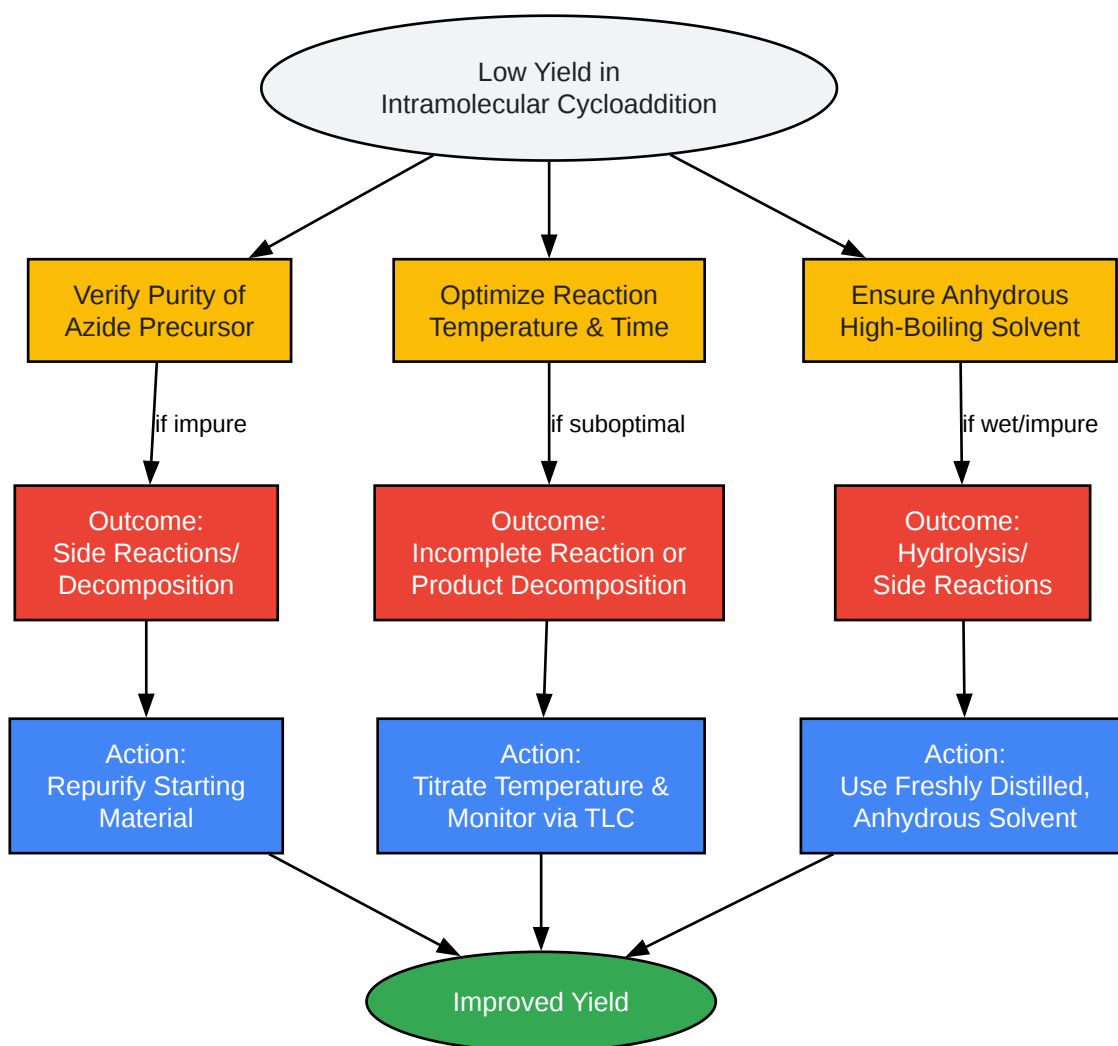 Low Yield in
Intramolecular Cycloaddition
Verify Purity of
Azide Precursor
Optimize Reaction
Temperature & Time
Ensure Anhydrous
High-Boiling Solvent
if impure
if suboptimal
if wet/impure
Outcome:
Side Reactions/
Decomposition
Outcome:
Incomplete Reaction or
Product Decomposition
Outcome:
Hydrolysis/
Side Reactions
Action:
Repurify Starting
Material
Action:
Titrate Temperature &
Monitor via TLC
Action:
Use Freshly Distilled,
Anhydrous Solvent
Improved Yield